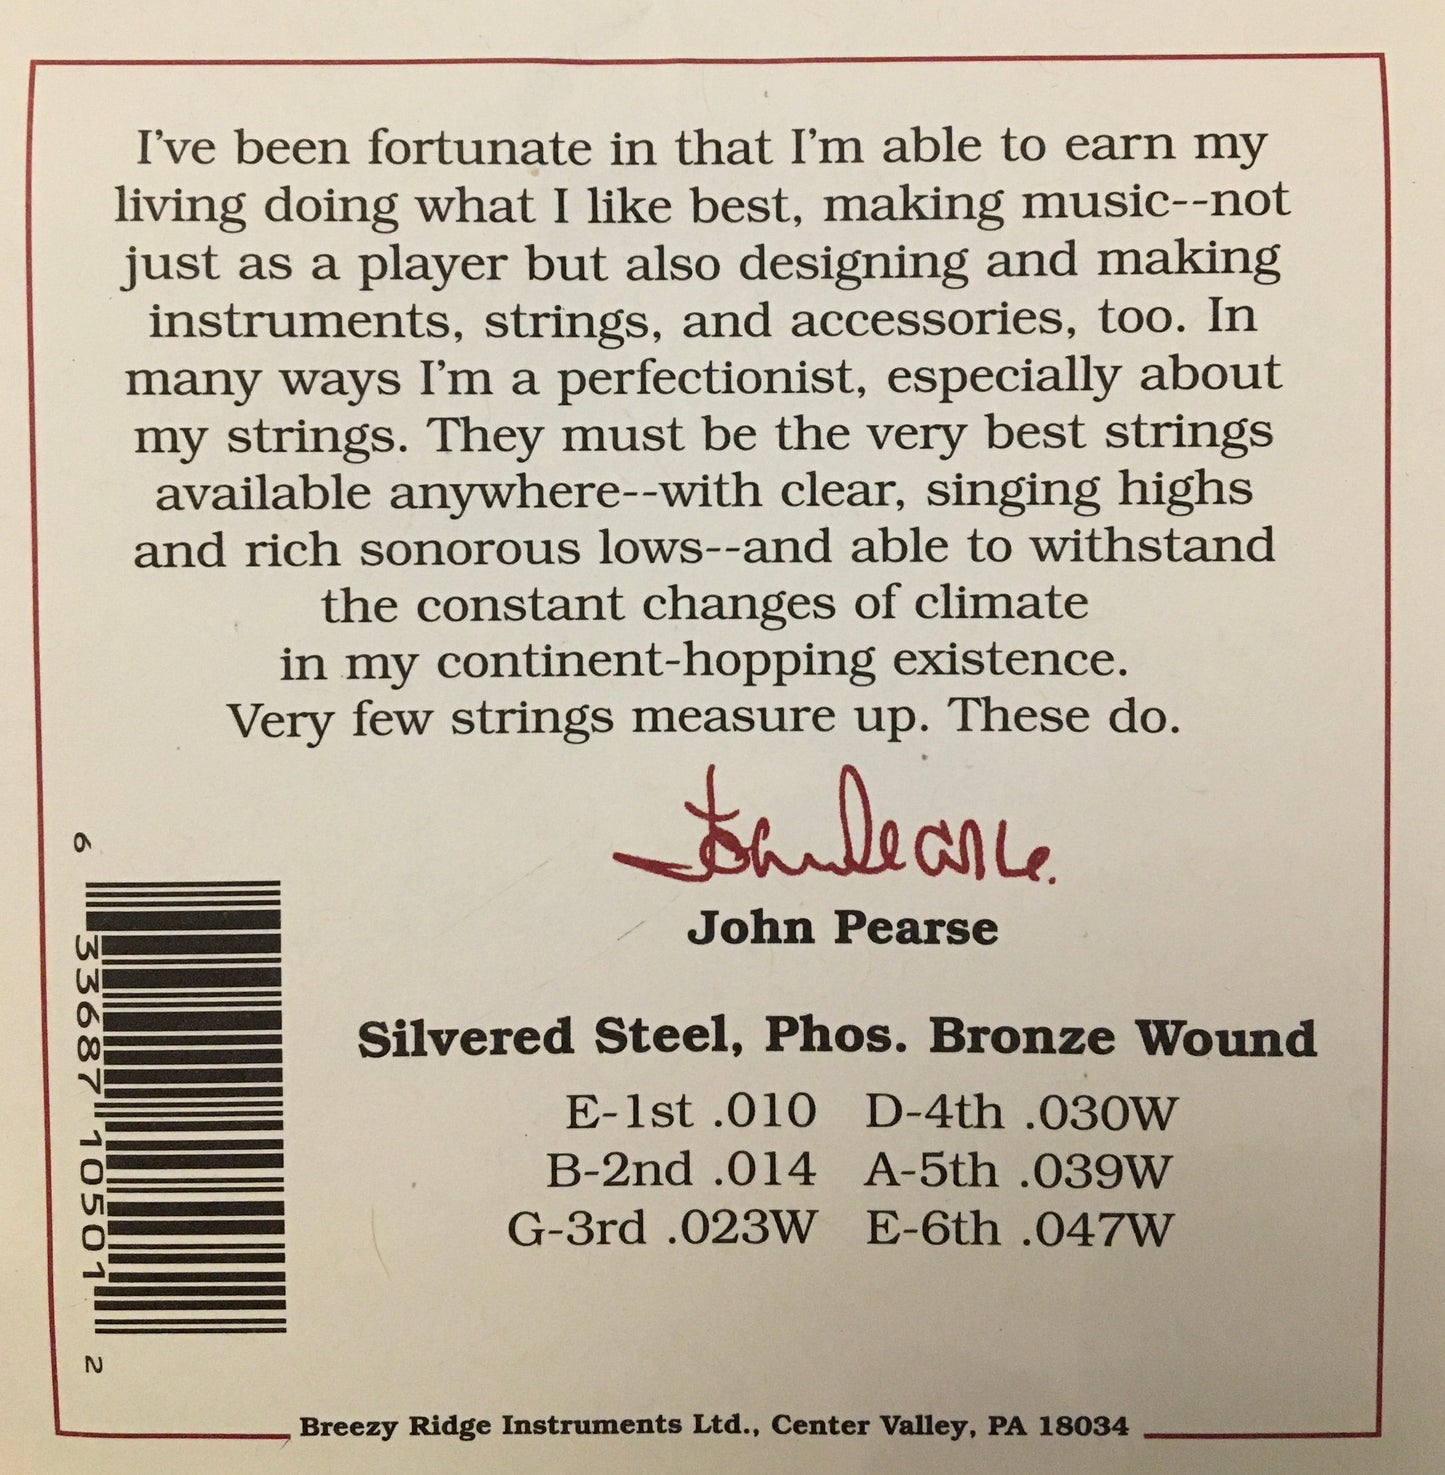 I've been fortunate in that I'm able to earn my
living doing what I like best, making music--not
just as a player but also designing and making
instruments, strings, and accessories, too. In
many ways I'm a perfectionist, especially about
my strings. They must be the very best strings
available anywhere--with clear, singing highs
and rich sonorous lows--and able to withstand
the constant changes of climate
in my continent-hopping existence.
Very few strings measure up. These do.
John Pearse.
John Pearse
Silvered Steel, Phos. Bronze Wound
E-1st .010 D-4th .030W
B-2nd .014 A-5th .039W
G-3rd .023W E-6th .047W
6 33687 10501 2
Breezy Ridge Instruments Ltd., Center Valley, PA 18034